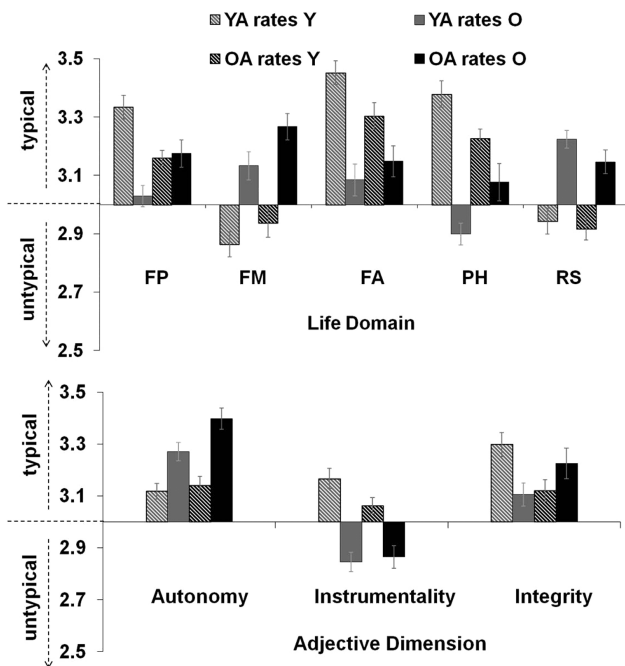 YA rates Y YA rates O
OA rates Y OA rates O
3.5
3.3
3.1
2.9
2.7
2.5
typical
untypical
FP FM FA PH RS
Life Domain
3.5
3.3
3.1
2.9
2.7
2.5
typical
untypical
Autonomy Instrumentality Integrity
Adjective Dimension